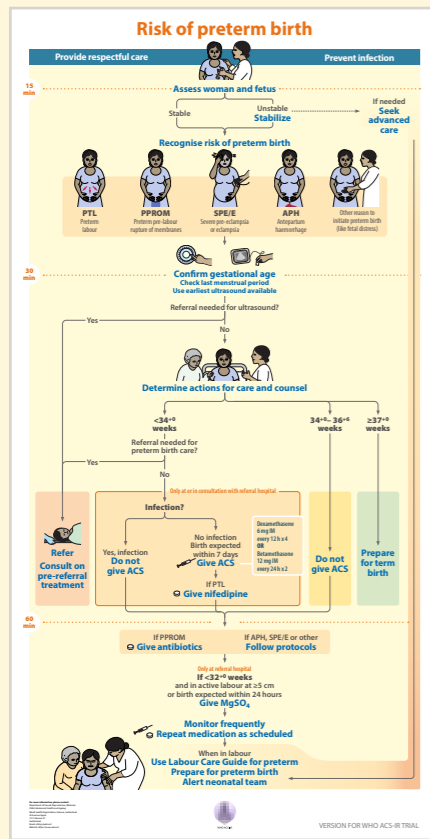 Risk of preterm birth
Provide respectful care
Prevent infection
15
min
Assess woman and fetus
Stable
Unstable
Stabilize
If needed
Seek
advanced
care
Recognise risk of preterm birth
PTL
Preterm
labour
PPROM
Preterm pre-labour
rupture of membranes
SPE/E
Severe pre-eclampsia
or eclampsia
APH
Antepartum
haemorrhage
Other reason to
initiate preterm birth
(like fetal distress)
30
min
Confirm gestational age
Check last menstrual period
Use earliest ultrasound available
Referral needed for ultrasound?
Yes
No
Determine actions for care and counsel
<34⁺⁰
weeks
34⁺⁰– 36⁺⁶
weeks
≥37⁺⁰
weeks
Referral needed for
preterm birth care?
Yes
No
Only at or in consultation with referral hospital
Infection?
Yes, infection
Do not
give ACS
No infection
Birth expected
within 7 days
Give ACS
Dexamethasone
6 mg IM
every 12 h x 4
OR
Betamethasone
12 mg IM
every 24 h x 2
If PTL
Give nifedipine
Refer
Consult on
pre-referral
treatment
Do not
give ACS
Prepare
for term
birth
60
min
If PPROM
Give antibiotics
If APH, SPE/E or other
Follow protocols
Only at referral hospital
If <32⁺⁰ weeks
and in active labour at ≥5 cm
or birth expected within 24 hours
Give MgSO₄
Monitor frequently
Repeat medication as scheduled
When in labour
Use Labour Care Guide for preterm
Prepare for preterm birth
Alert neonatal team
VERSION FOR WHO ACS-IR TRIAL